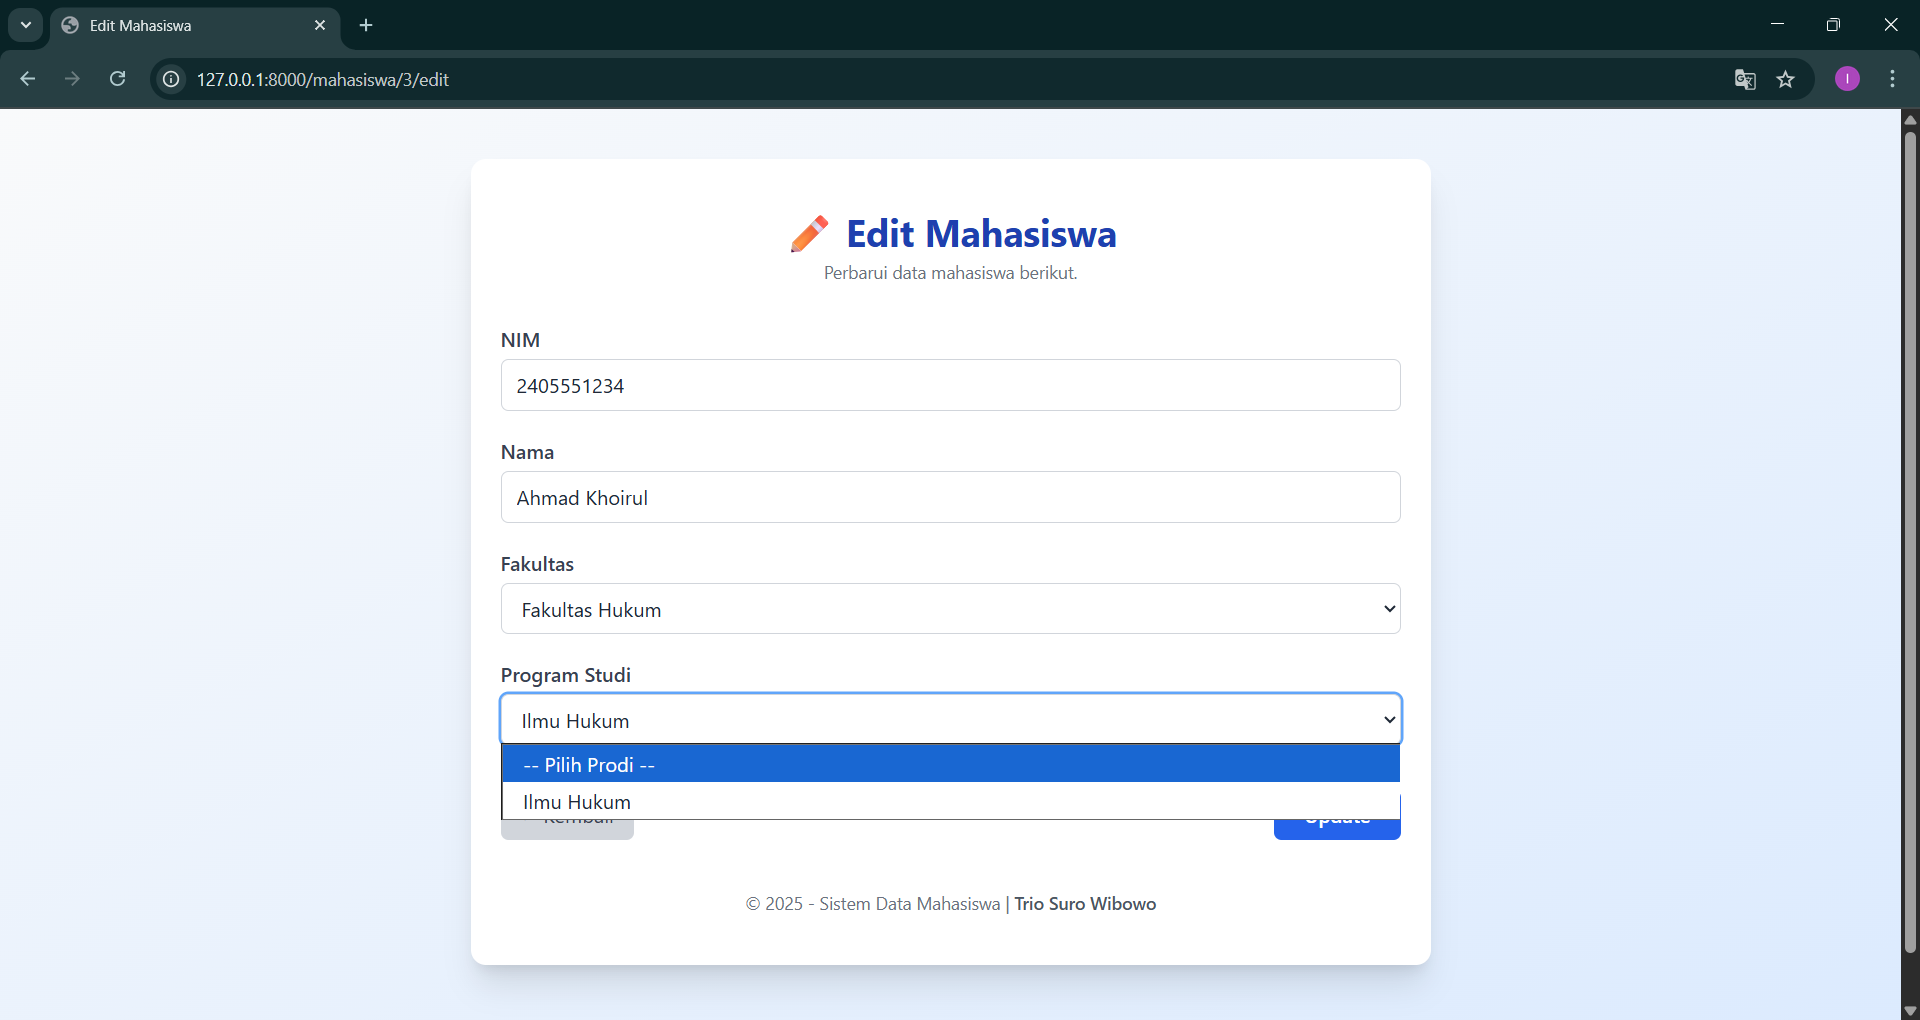 Edit Mahasiswa
127.0.0.1:8000/mahasiswa/3/edit
I
Edit Mahasiswa
Perbarui data mahasiswa berikut.
NIM
2405551234
Nama
Ahmad Khoirul
Fakultas
Fakultas Hukum
Program Studi
Ilmu Hukum
-- Pilih Prodi --
Ilmu Hukum
Kembali
Update
© 2025 - Sistem Data Mahasiswa | Trio Suro Wibowo